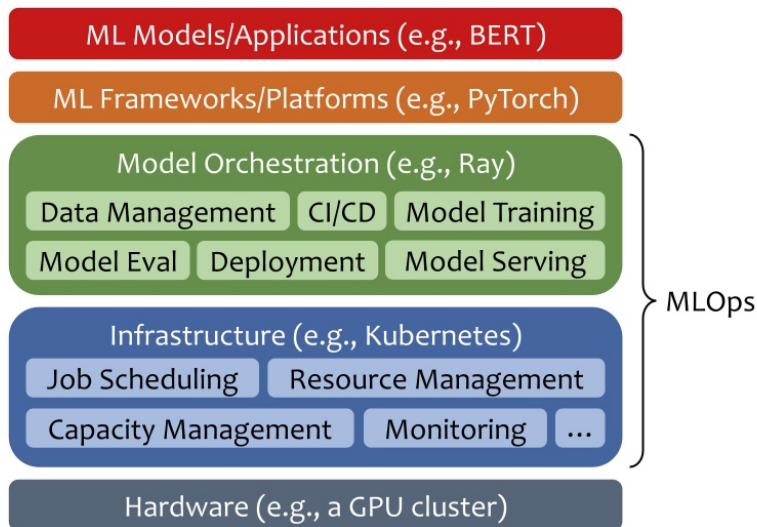 ML Models/Applications (e.g., BERT)
ML Frameworks/Platforms (e.g., PyTorch)
Model Orchestration (e.g., Ray)
Data Management CI/CD Model Training
Model Eval Deployment Model Serving
MLOps
Infrastructure (e.g., Kubernetes)
Job Scheduling Resource Management
Capacity Management Monitoring ...
Hardware (e.g., a GPU cluster)